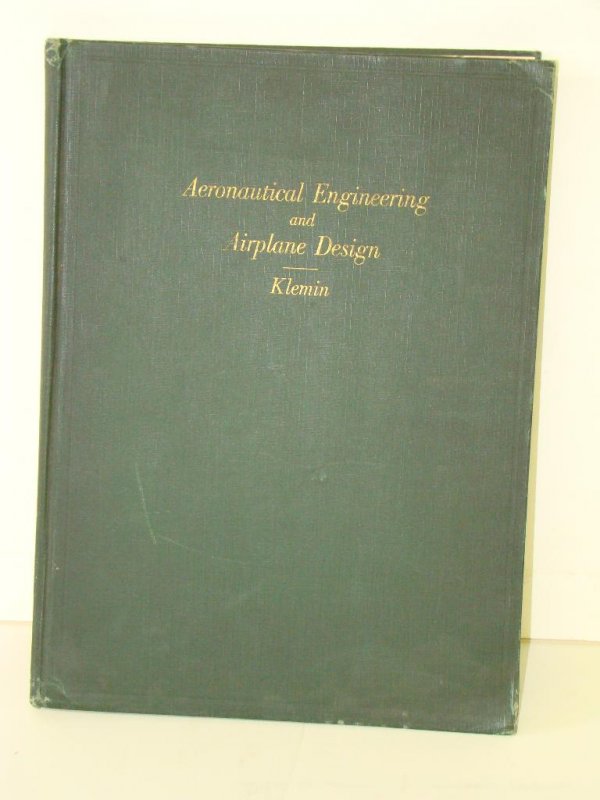 Aeronautical Engineering
and
Airplane Design
Klemin